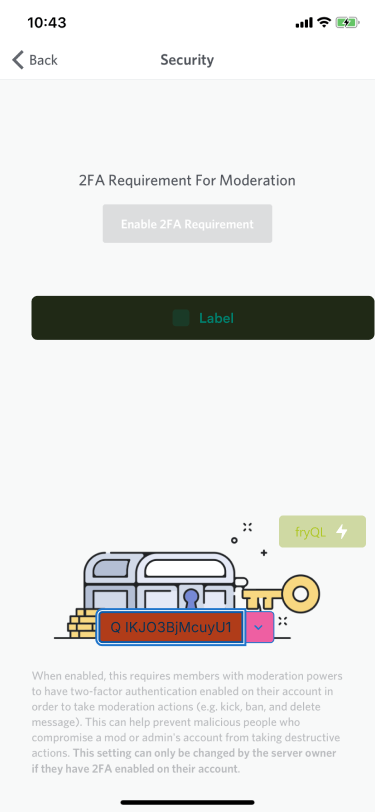 10:43
Back
Security
2FA Requirement For Moderation
Enable 2FA Requirement
Label
fryQL
Q IKJO3BjMcuyU1
When enabled, this requires members with moderation powers
to have two-factor authentication enabled on their account in
order to take moderation actions (e.g. kick, ban, and delete
message). This can help prevent malicious people who
compromise a mod or admin's account from taking destructive
actions. This setting can only be changed by the server owner
if they have 2FA enabled on their account.